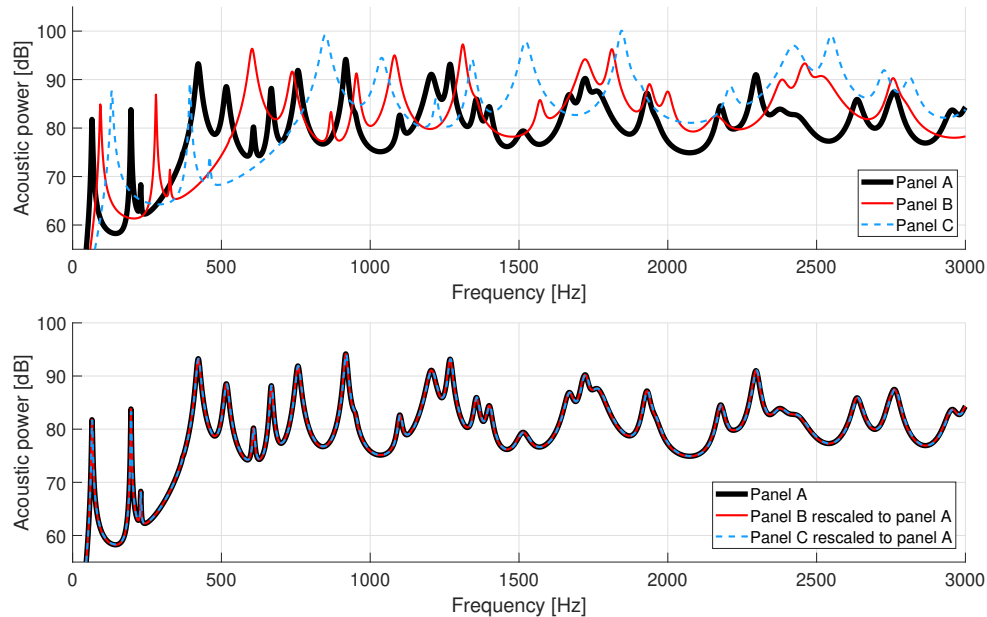 Acoustic power [dB]
100
90
80
70
60
0
500
1000
1500
2000
2500
3000
Frequency [Hz]
Panel A
Panel B
Panel C
Acoustic power [dB]
100
90
80
70
60
0
500
1000
1500
2000
2500
3000
Frequency [Hz]
Panel A
Panel B rescaled to panel A
Panel C rescaled to panel A